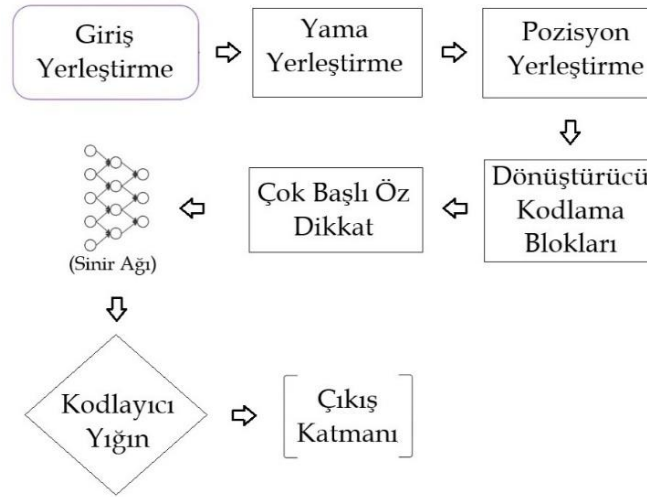 Giriş
Yerleştirme
Yama
Yerleştirme
Pozisyon
Yerleştirme
Dönüştürücü
Kodlama
Blokları
Çok Başlı Öz
Dikkat
(Sinir Ağı)
Kodlayıcı
Yığın
Çıkış
Katmanı